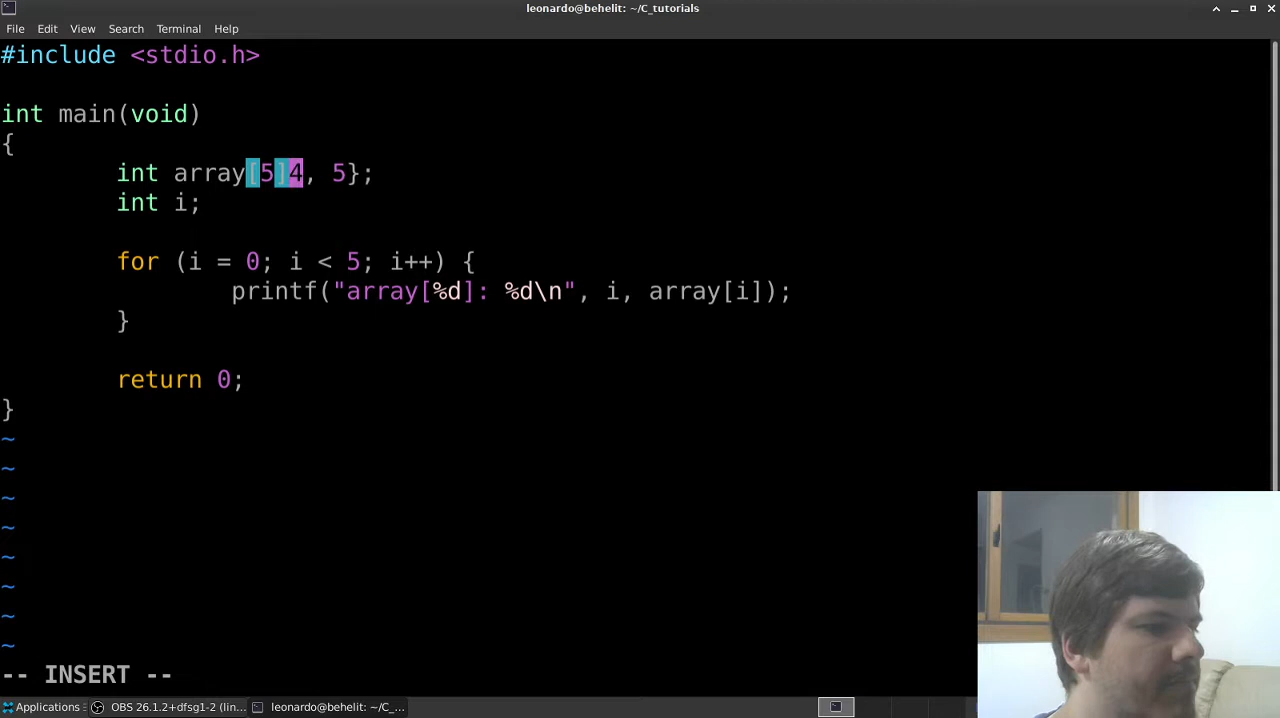 leonardo@behelit: ~/C_tutorials
File Edit View Search Terminal Help
#include <stdio.h>
int main(void)
{
int array[5]4, 5};
int i;
for (i = 0; i < 5; i++) {
printf("array[%d]: %d\n", i, array[i]);
}
return 0;
}
~
~
~
~
~
~
~
~
-- INSERT --
Applications OBS 26.1.2+dfsg1-2 (lin... leonardo@behelit: ~/C_...